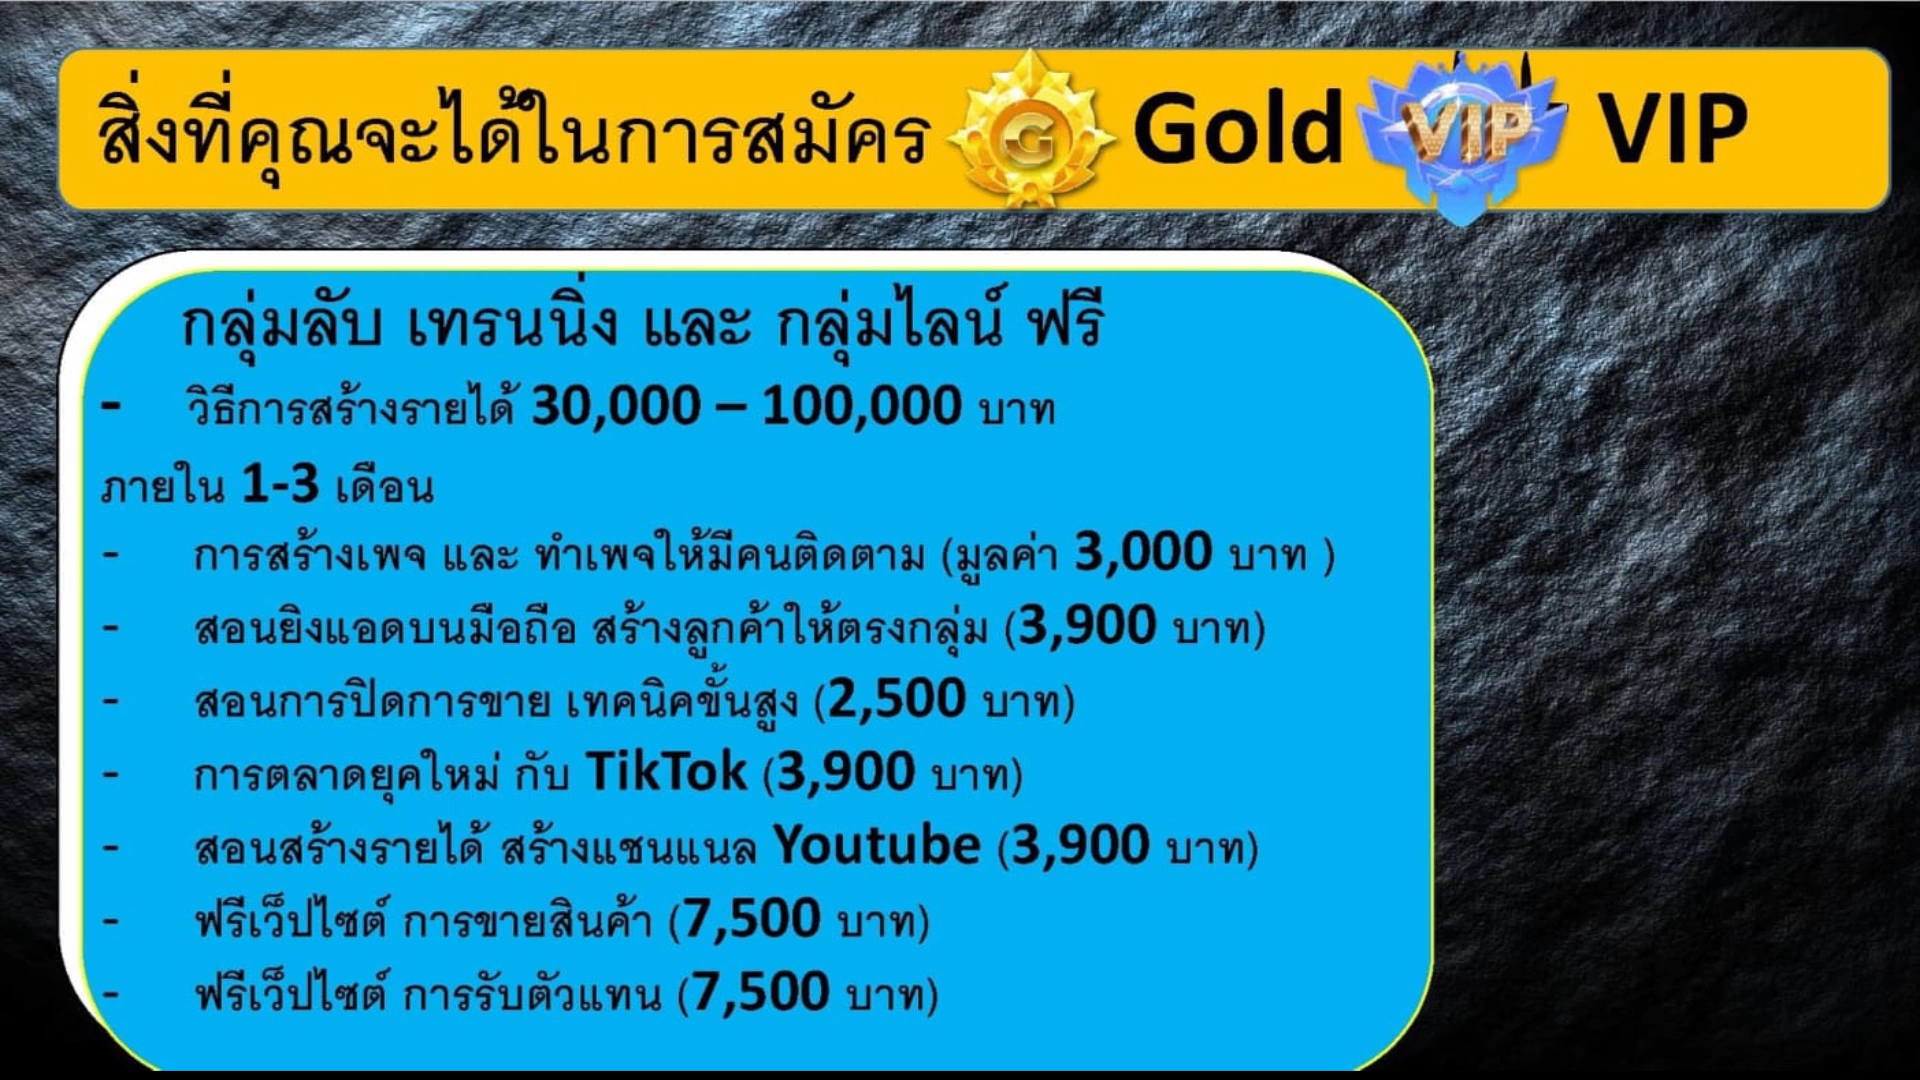 สิ่งที่คุณจะได้ในการสมัคร G Gold VIP VIP
กลุ่มลับ เทรนนิ่ง และ กลุ่มไลน์ ฟรี
- วิธีการสร้างรายได้ 30,000 – 100,000 บาท
ภายใน 1-3 เดือน
- การสร้างเพจ และ ทำเพจให้มีคนติดตาม (มูลค่า 3,000 บาท )
- สอนยิงแอดบนมือถือ สร้างลูกค้าให้ตรงกลุ่ม (3,900 บาท)
- สอนการปิดการขาย เทคนิคขั้นสูง (2,500 บาท)
- การตลาดยุคใหม่ กับ TikTok (3,900 บาท)
- สอนสร้างรายได้ สร้างแชนแนล Youtube (3,900 บาท)
- ฟรีเว็ปไซต์ การขายสินค้า (7,500 บาท)
- ฟรีเว็ปไซต์ การรับตัวแทน (7,500 บาท)